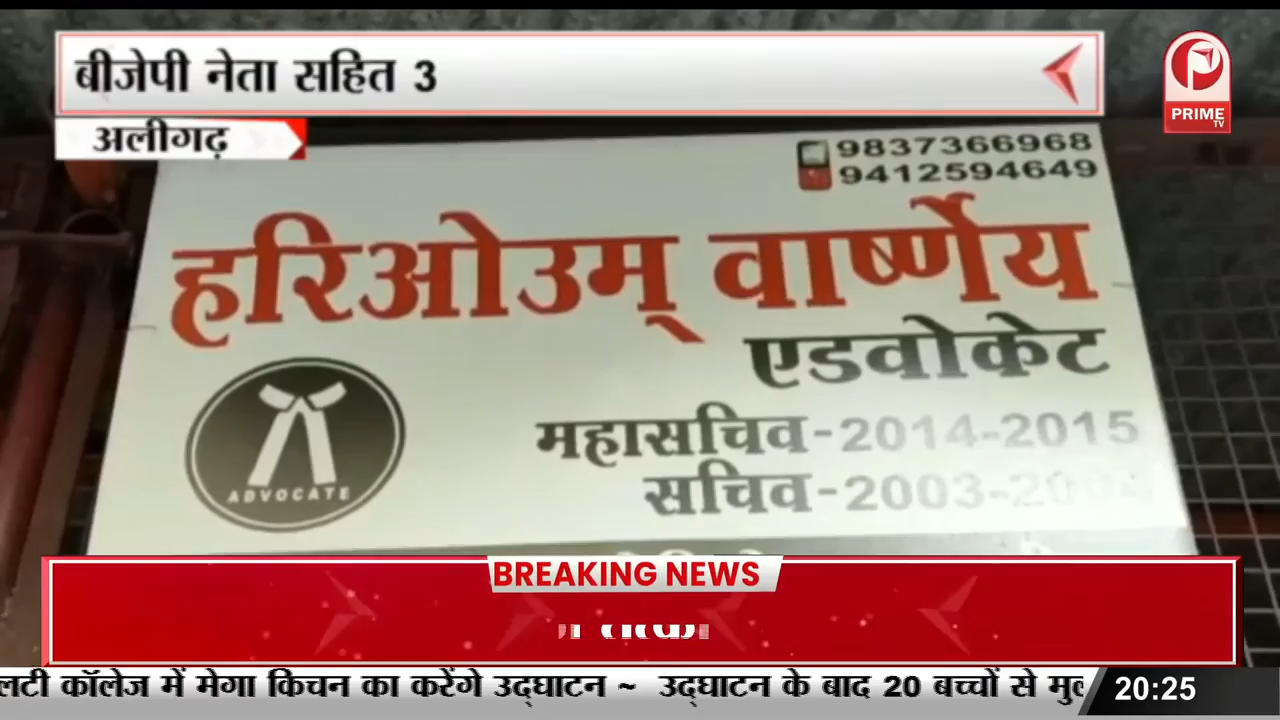 बीजेपी नेता सहित 3
PRIME
TV
अलीगढ़
9837366968
9412594649
हरिओउम् वार्ष्णेय
एडवोकेट
ADVOCATE
महासचिव-2014-2015
सचिव-2003-2004
BREAKING NEWS
लटी कॉलेज में मेगा किचन का करेंगे उद्घाटन ~ उद्घाटन के बाद 20 बच्चों से
20:25